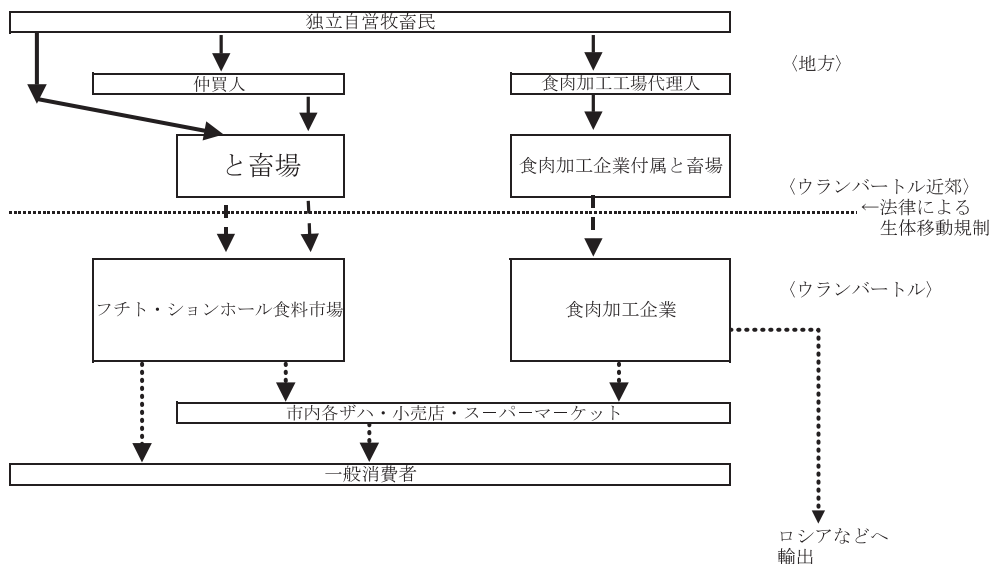 独立自営牧畜民
〈地方〉
仲買人
食肉加工工場代理人
と畜場
食肉加工企業付属と畜場
〈ウランバートル近郊〉
←法律による
生体移動規制
〈ウランバートル〉
フチト・ションホール食料市場
食肉加工企業
市内各ザハ・小売店・スーパーマーケット
一般消費者
ロシアなどへ
輸出